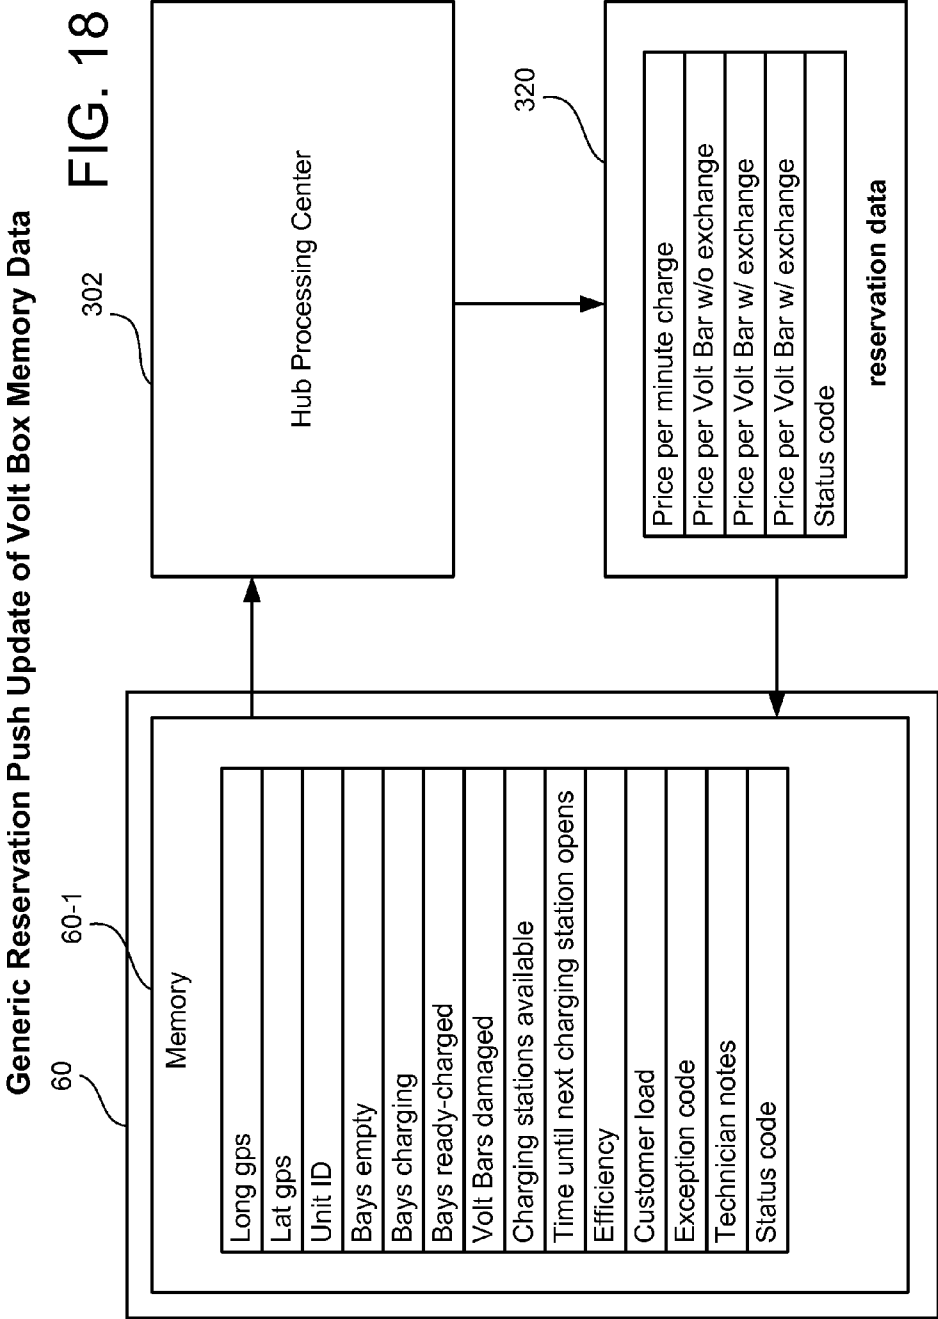 Generic Reservation Push Update of Volt Box Memory Data
FIG. 18
60
60-1
Memory
Long gps
Lat gps
Unit ID
Bays empty
Bays charging
Bays ready-charged
Volt Bars damaged
Charging stations available
Time until next charging station opens
Efficiency
Customer load
Exception code
Technician notes
Status code
302
Hub Processing Center
320
Price per minute charge
Price per Volt Bar w/o exchange
Price per Volt Bar w/ exchange
Price per Volt Bar w/ exchange
Status code
reservation data